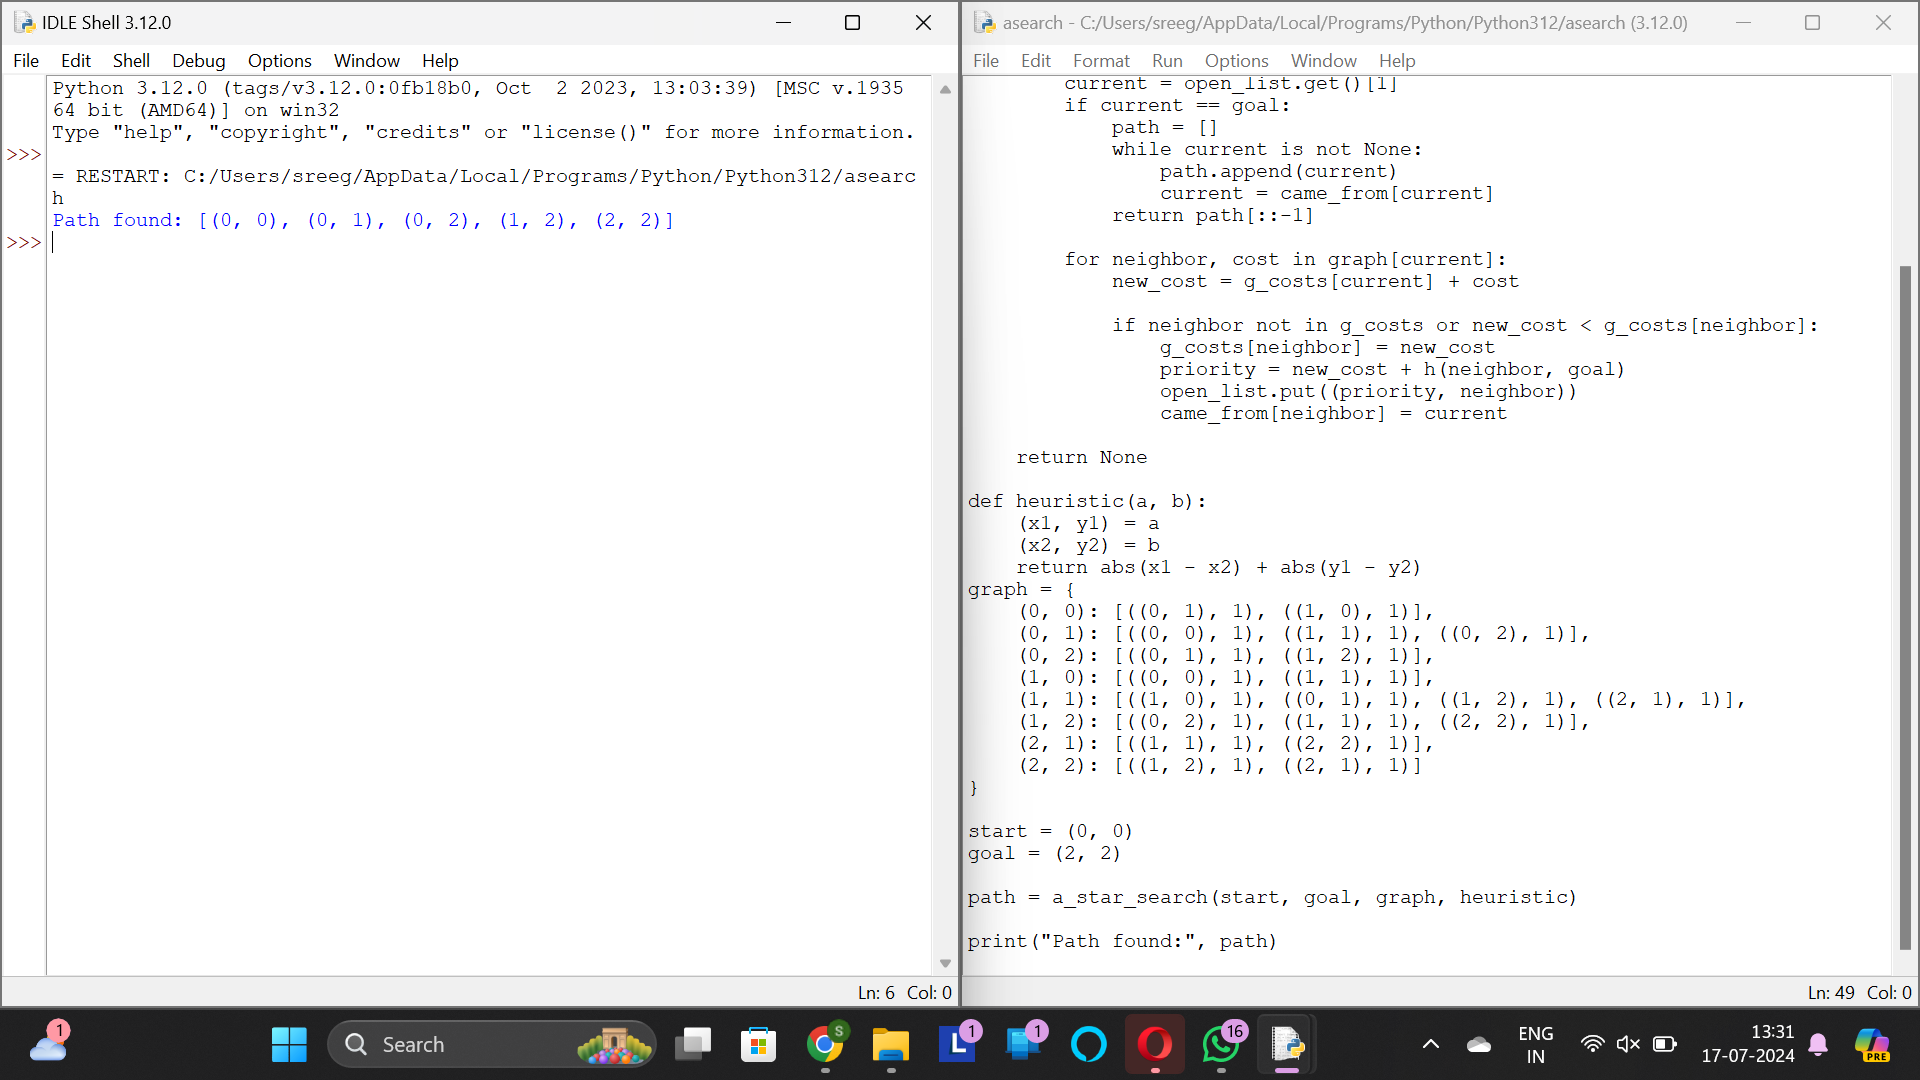 IDLE Shell 3.12.0
File Edit Shell Debug Options Window Help
Python 3.12.0 (tags/v3.12.0:0fb18b0, Oct  2 2023, 13:03:39) [MSC v.1935
64 bit (AMD64)] on win32
Type "help", "copyright", "credits" or "license()" for more information.
>>>
= RESTART: C:/Users/sreeg/AppData/Local/Programs/Python/Python312/asearc
h
Path found: [(0, 0), (0, 1), (0, 2), (1, 2), (2, 2)]
>>>
Ln: 6 Col: 0
asearch - C:/Users/sreeg/AppData/Local/Programs/Python/Python312/asearch (3.12.0)
File Edit Format Run Options Window Help
        current = open_list.get()[1]
        if current == goal:
            path = []
            while current is not None:
                path.append(current)
                current = came_from[current]
            return path[::-1]
        for neighbor, cost in graph[current]:
            new_cost = g_costs[current] + cost
            if neighbor not in g_costs or new_cost < g_costs[neighbor]:
                g_costs[neighbor] = new_cost
                priority = new_cost + h(neighbor, goal)
                open_list.put((priority, neighbor))
                came_from[neighbor] = current
    return None
def heuristic(a, b):
    (x1, y1) = a
    (x2, y2) = b
    return abs(x1 - x2) + abs(y1 - y2)
graph = {
    (0, 0): [((0, 1), 1), ((1, 0), 1)],
    (0, 1): [((0, 0), 1), ((1, 1), 1), ((0, 2), 1)],
    (0, 2): [((0, 1), 1), ((1, 2), 1)],
    (1, 0): [((0, 0), 1), ((1, 1), 1)],
    (1, 1): [((1, 0), 1), ((0, 1), 1), ((1, 2), 1), ((2, 1), 1)],
    (1, 2): [((0, 2), 1), ((1, 1), 1), ((2, 2), 1)],
    (2, 1): [((1, 1), 1), ((2, 2), 1)],
    (2, 2): [((1, 2), 1), ((2, 1), 1)]
}
start = (0, 0)
goal = (2, 2)
path = a_star_search(start, goal, graph, heuristic)
print("Path found:", path)
Ln: 49 Col: 0
1
Search
S
L
1
1
16
ENG
IN
13:31
17-07-2024
PRE